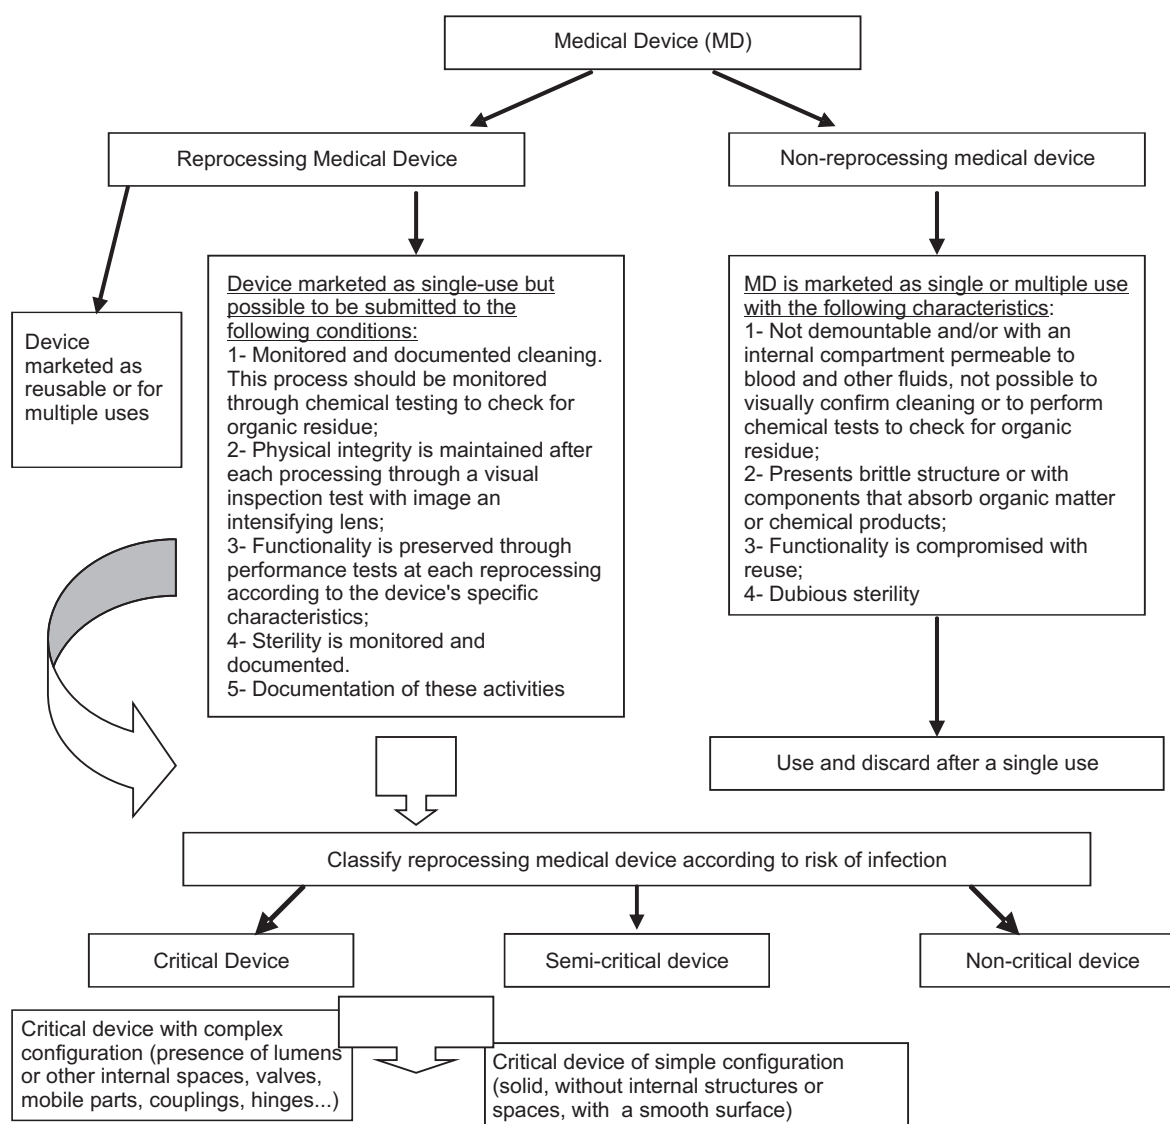 Medical Device (MD)
Reprocessing Medical Device
Non-reprocessing medical device
Device
marketed as
reusable or for
multiple uses
Device marketed as single-use but
possible to be submitted to the
following conditions:
1- Monitored and documented cleaning.
This process should be monitored
through chemical testing to check for
organic residue;
2- Physical integrity is maintained after
each processing through a visual
inspection test with image an
intensifying lens;
3- Functionality is preserved through
performance tests at each reprocessing
according to the device's specific
characteristics;
4- Sterility is monitored and
documented.
5- Documentation of these activities
MD is marketed as single or multiple use
with the following characteristics:
1- Not demountable and/or with an
internal compartment permeable to
blood and other fluids, not possible to
visually confirm cleaning or to perform
chemical tests to check for organic
residue;
2- Presents brittle structure or with
components that absorb organic matter
or chemical products;
3- Functionality is compromised with
reuse;
4- Dubious sterility
Use and discard after a single use
Classify reprocessing medical device according to risk of infection
Critical Device
Semi-critical device
Non-critical device
Critical device with complex
configuration (presence of lumens
or other internal spaces, valves,
mobile parts, couplings, hinges...)
Critical device of simple configuration
(solid, without internal structures or
spaces, with a smooth surface)